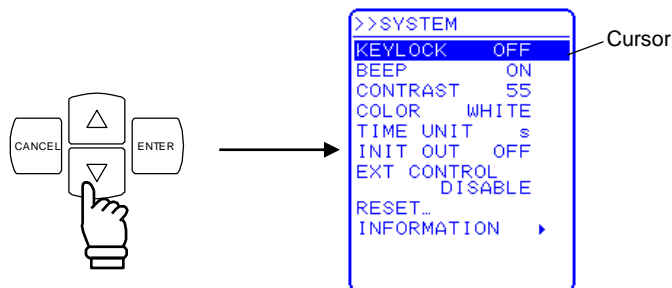 CANCEL
ENTER
>>SYSTEM
KEYLOCK OFF
BEEP ON
CONTRAST 55
COLOR WHITE
TIME UNIT s
INIT OUT OFF
EXT CONTROL
DISABLE
RESET…
INFORMATION
Cursor